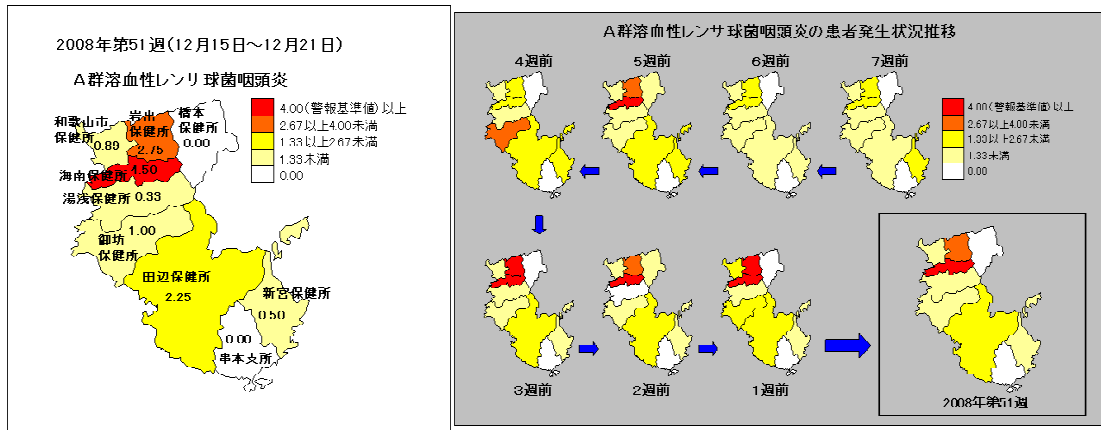 2008年第51週(12月15日～12月21日)
A群溶血性レンリ球菌咽頭炎
4.00(警報基準値)以上
2.67以上4.00未満
1.33以上2.67未満
1.33未満
0.00
和歌山市
保健所
0.89
岩出
保健所
2.75
橋本
保健所
0.00
海南保健所
4.50
湯浅保健所
0.33
御坊
保健所
1.00
田辺保健所
2.25
新宮保健所
0.50
0.00
串本支所
A群溶血性レンサ球菌咽頭炎の患者発生状況推移
4週前
5週前
6週前
7週前
4.00(警報基準値)以上
2.67以上4.00未満
1.33以上2.67未満
1.33未満
0.00
3週前
2週前
1週前
2008年第51週